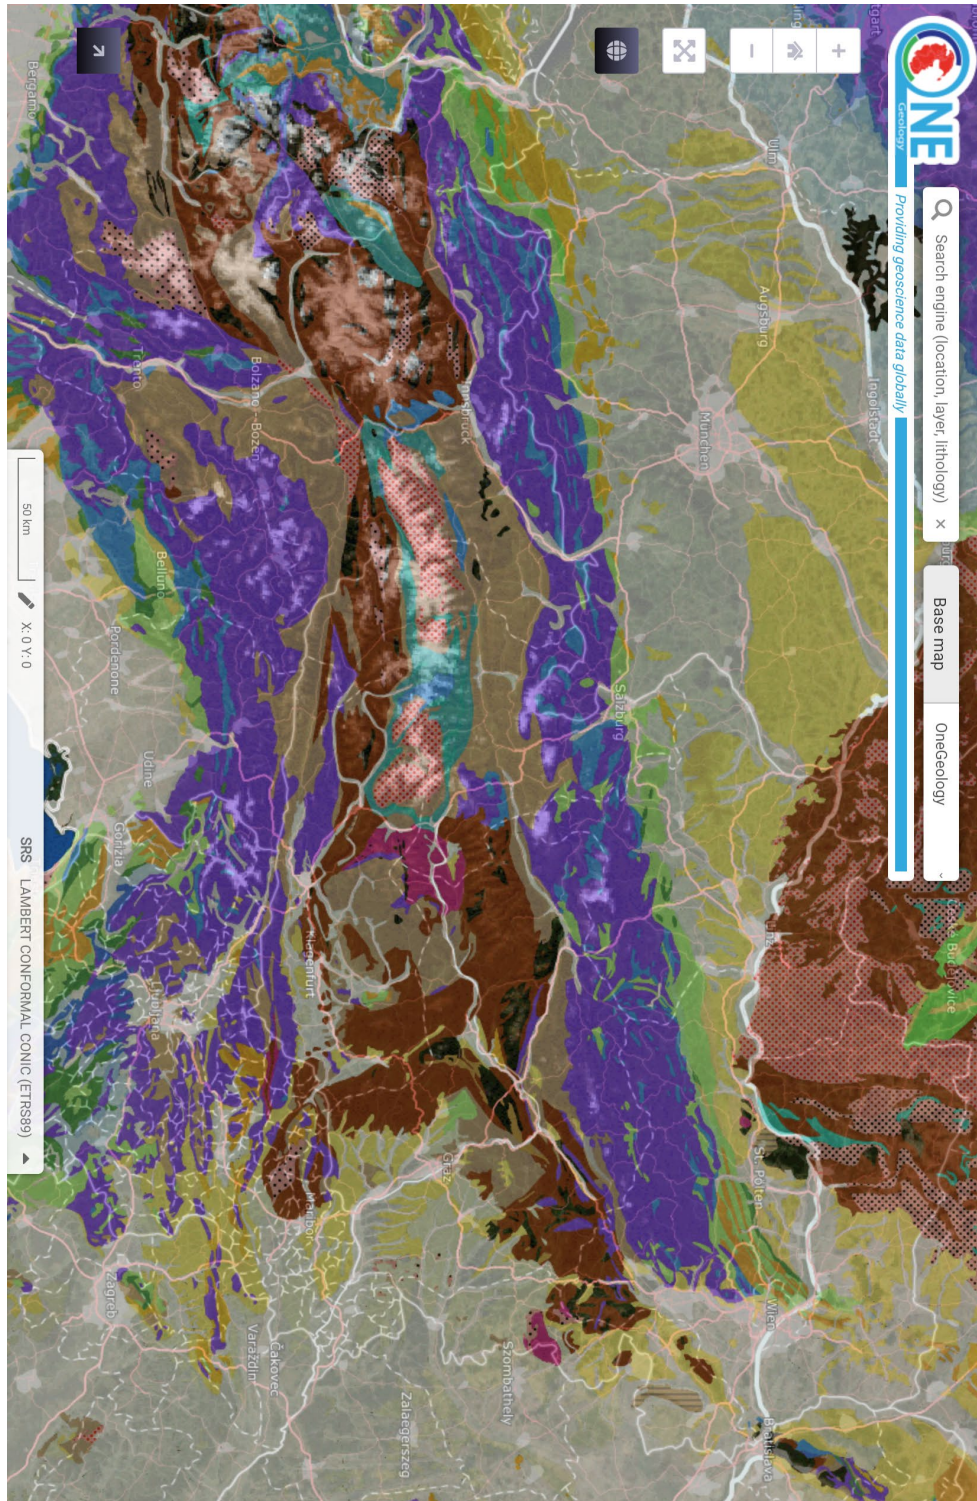 ONE
Geology
Providing geoscience data globally
Search engine (location, layer, lithology) ×
Base map
OneGeology
+
−
Ulm
Augsburg
Ingolstadt
München
Salzburg
Linz
St. Pölten
Wien
Bratislava
Innsbruck
Bolzano - Bozen
Trento
Bergamo
Belluno
Pordenone
Udine
Gorizia
Klagenfurt
Ljubljana
Graz
Maribor
Zagreb
Varaždin
Čakovec
Szombathely
Zalaegerszeg
50 km
X: 0 Y: 0
SRS LAMBERT CONFORMAL CONIC (ETRS89)